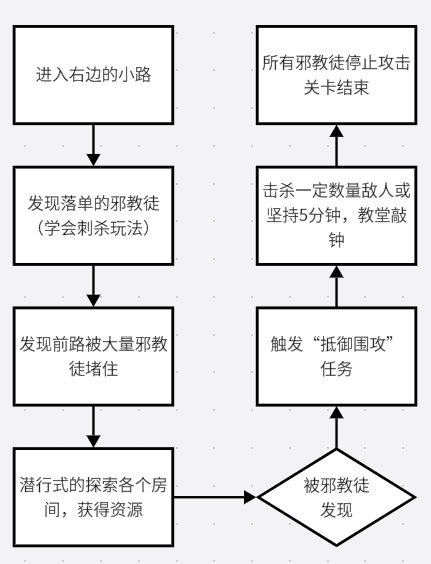 进入右边的小路
发现落单的邪教徒
（学会刺杀玩法）
发现前路被大量邪教
徒堵住
潜行式的探索各个房
间，获得资源
被邪教徒
发现
触发“抵御围攻”
任务
击杀一定数量敌人或
坚持5分钟，教堂敲
钟
所有邪教徒停止攻击
关卡结束